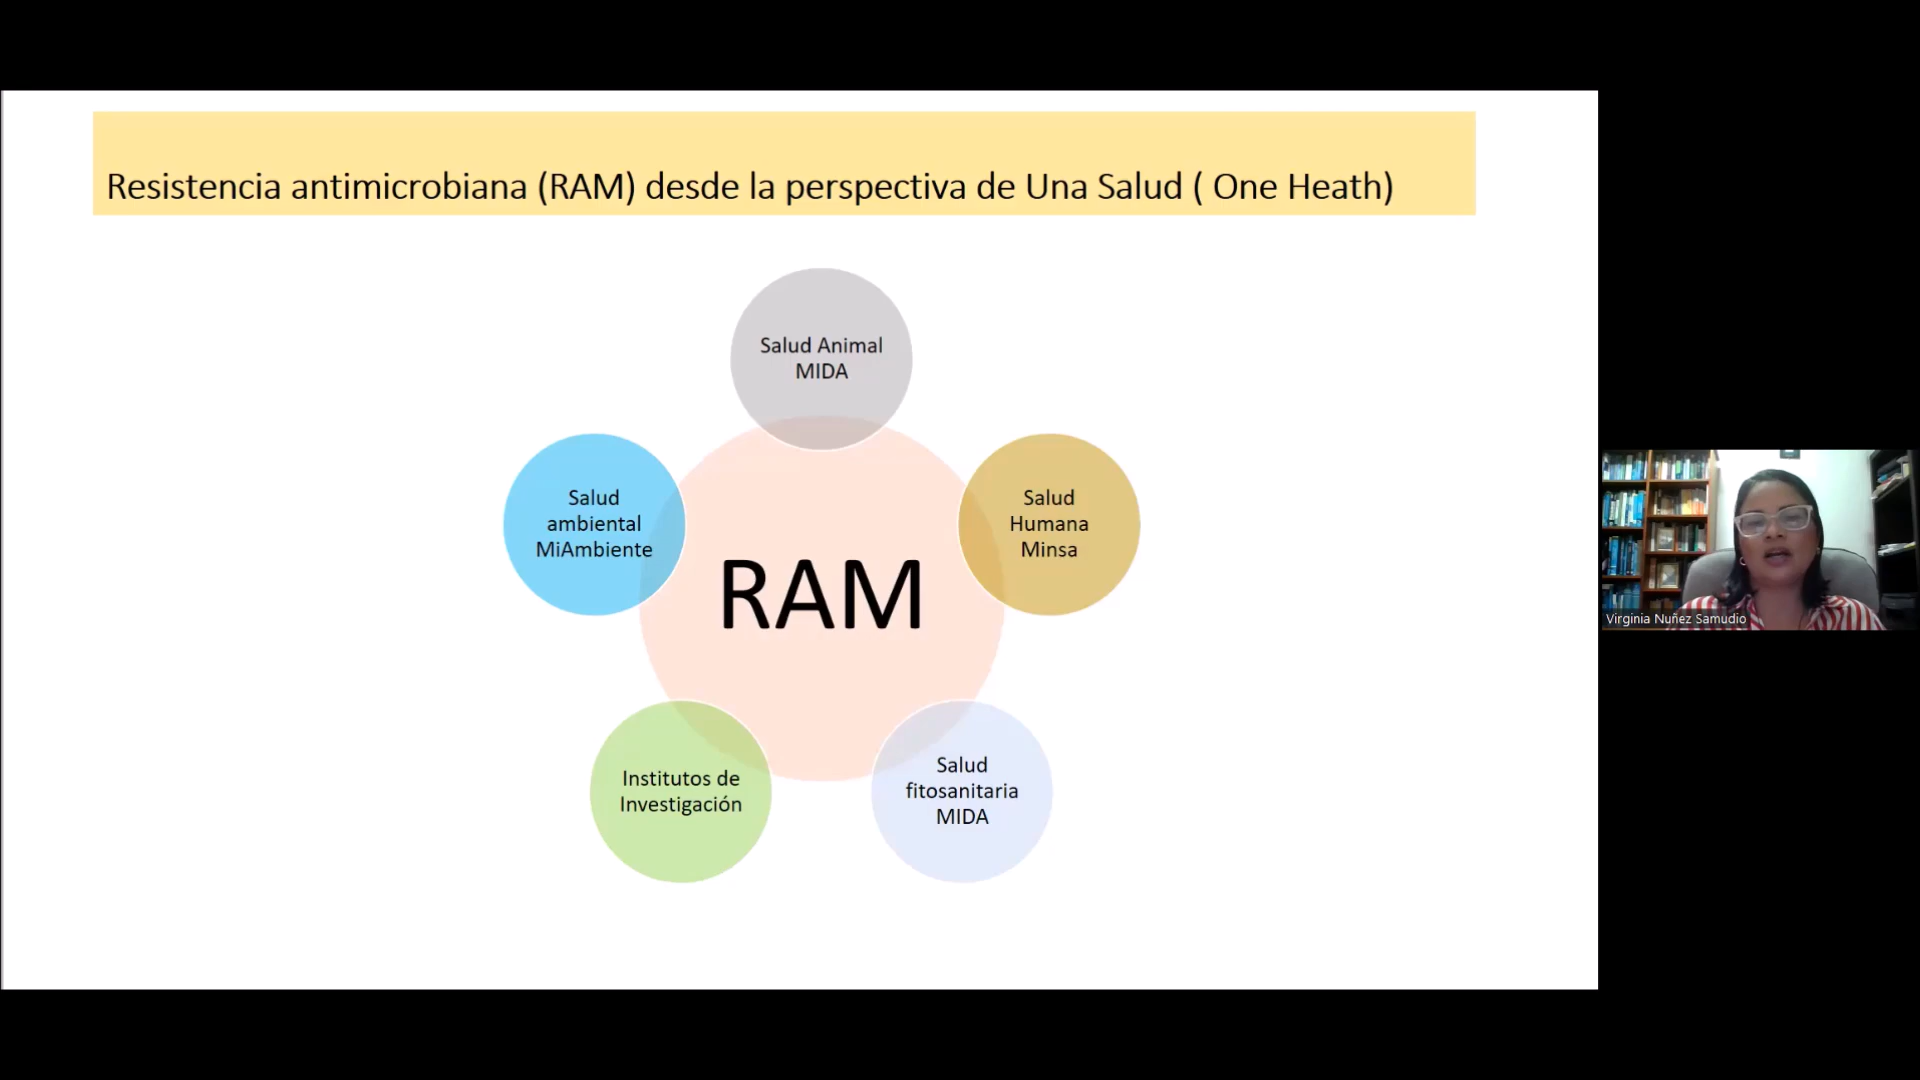 Resistencia antimicrobiana (RAM) desde la perspectiva de Una Salud ( One Heath)
Salud Animal
MIDA
Salud
ambiental
MiAmbiente
Salud
Humana
Minsa
RAM
Institutos de
Investigación
Salud
fitosanitaria
MIDA
Virginia Nuñez Samudio